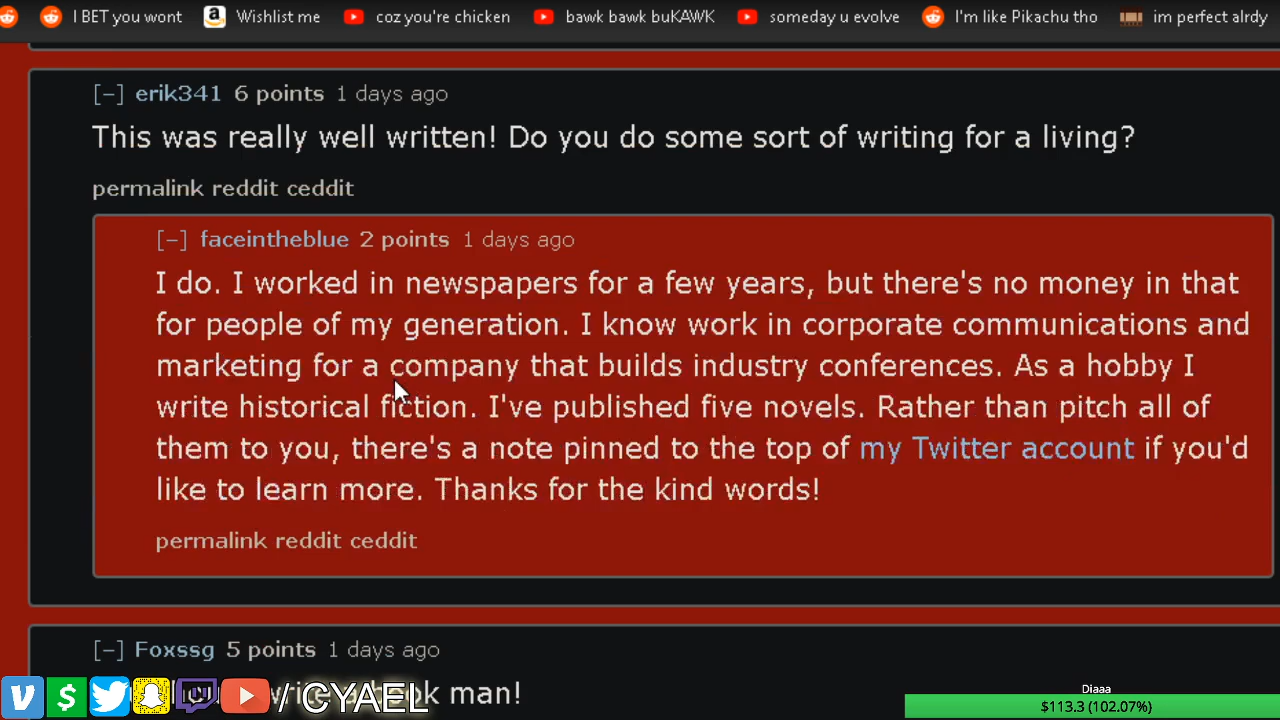 I BET you wont Wishlist me coz you're chicken bawk bawk buKAWK someday u evolve I'm like Pikachu tho im perfect alrdy
[−] erik341 6 points 1 days ago
This was really well written! Do you do some sort of writing for a living?
permalink reddit ceddit
[−] faceintheblue 2 points 1 days ago
I do. I worked in newspapers for a few years, but there's no money in that
for people of my generation. I know work in corporate communications and
marketing for a company that builds industry conferences. As a hobby I
write historical fiction. I've published five novels. Rather than pitch all of
them to you, there's a note pinned to the top of my Twitter account if you'd
like to learn more. Thanks for the kind words!
permalink reddit ceddit
[−] Foxssg 5 points 1 days ago
man!
/ CYAEL
Diaaa
$113.3 (102.07%)